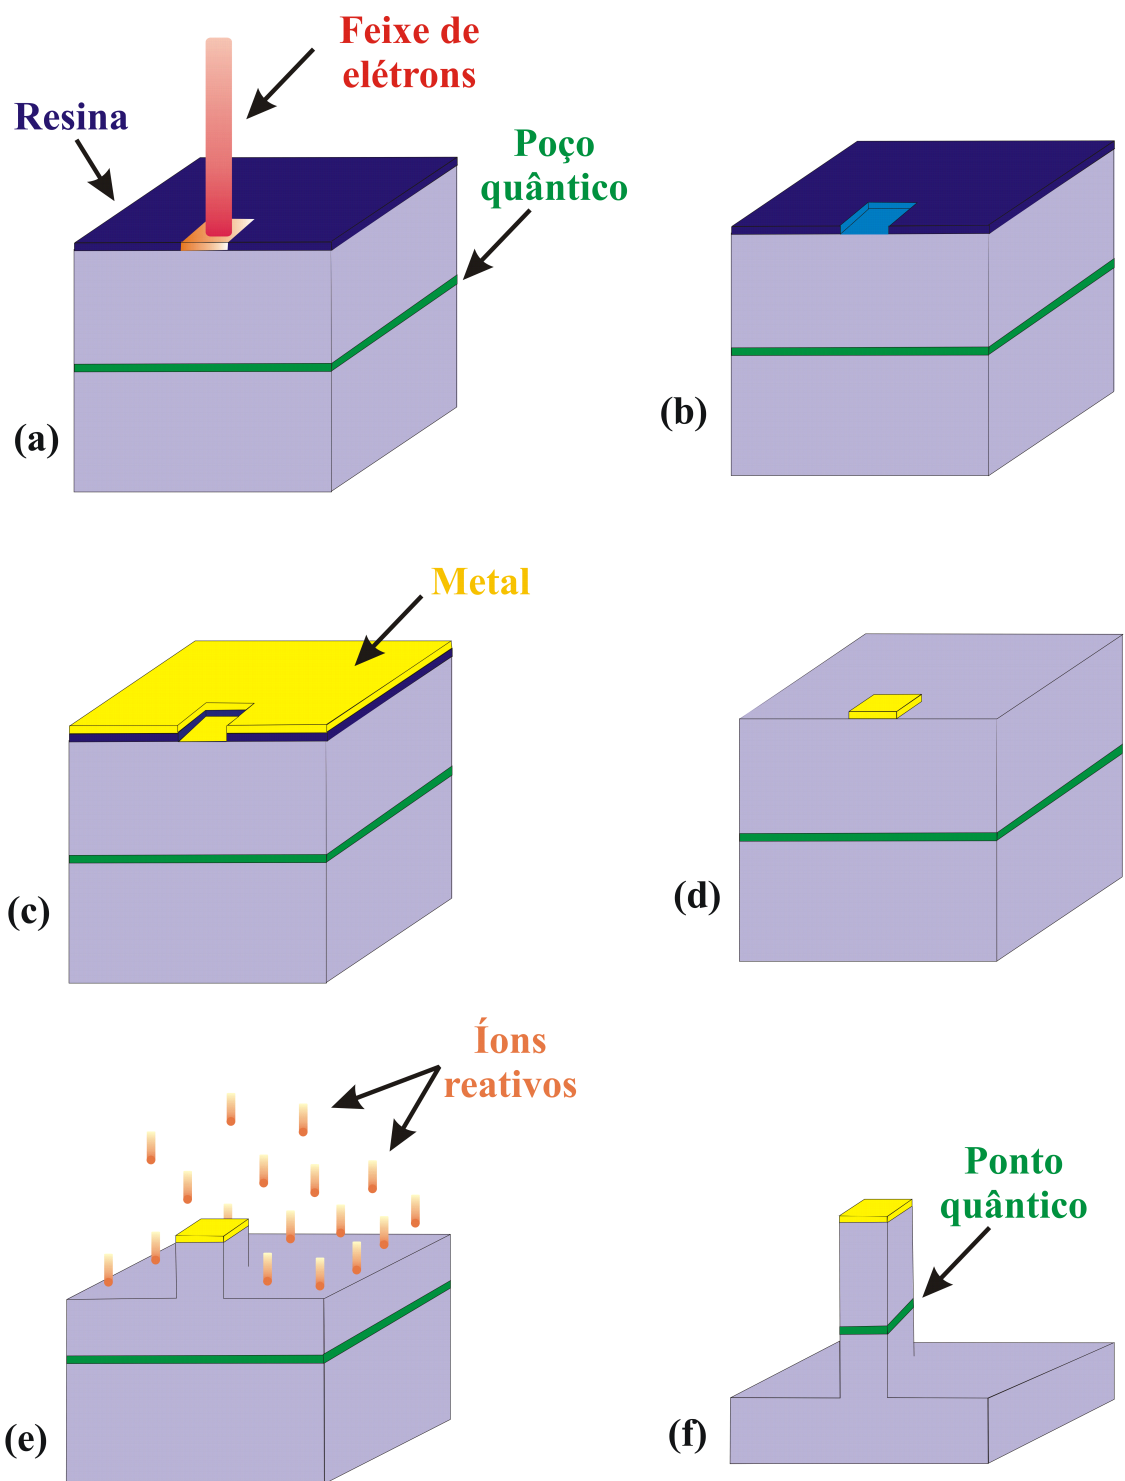 Feixe de
elétrons
Resina
Poço
quântico
(a)
(b)
Metal
(c)
(d)
Íons
reativos
Ponto
quântico
(e)
(f)